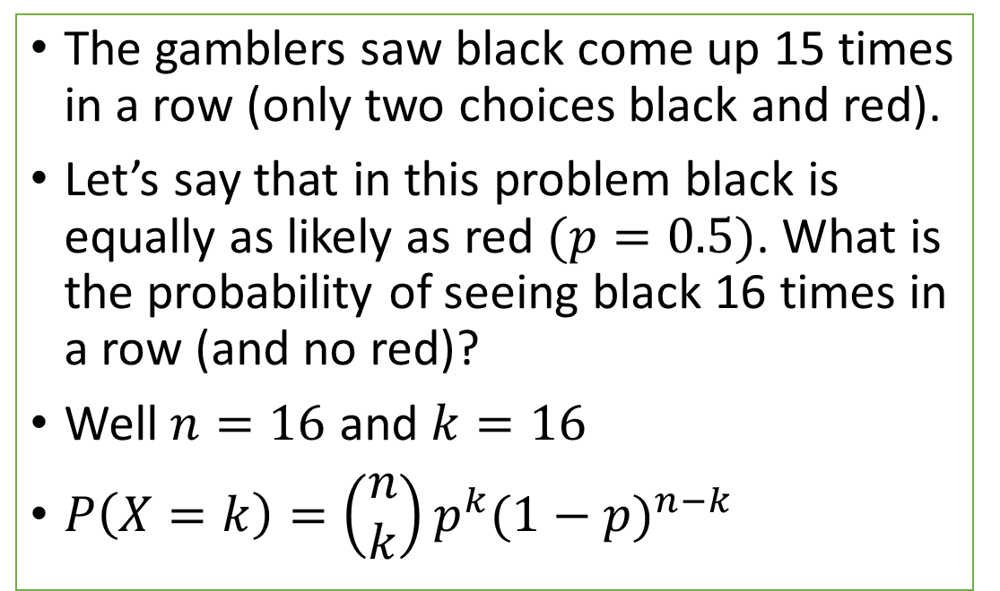 • The gamblers saw black come up 15 times
in a row (only two choices black and red).
• Let’s say that in this problem black is
equally as likely as red (p = 0.5). What is
the probability of seeing black 16 times in
a row (and no red)?
• Well n = 16 and k = 16
• P(X = k) = (n k) p^k (1 − p)^{n−k}